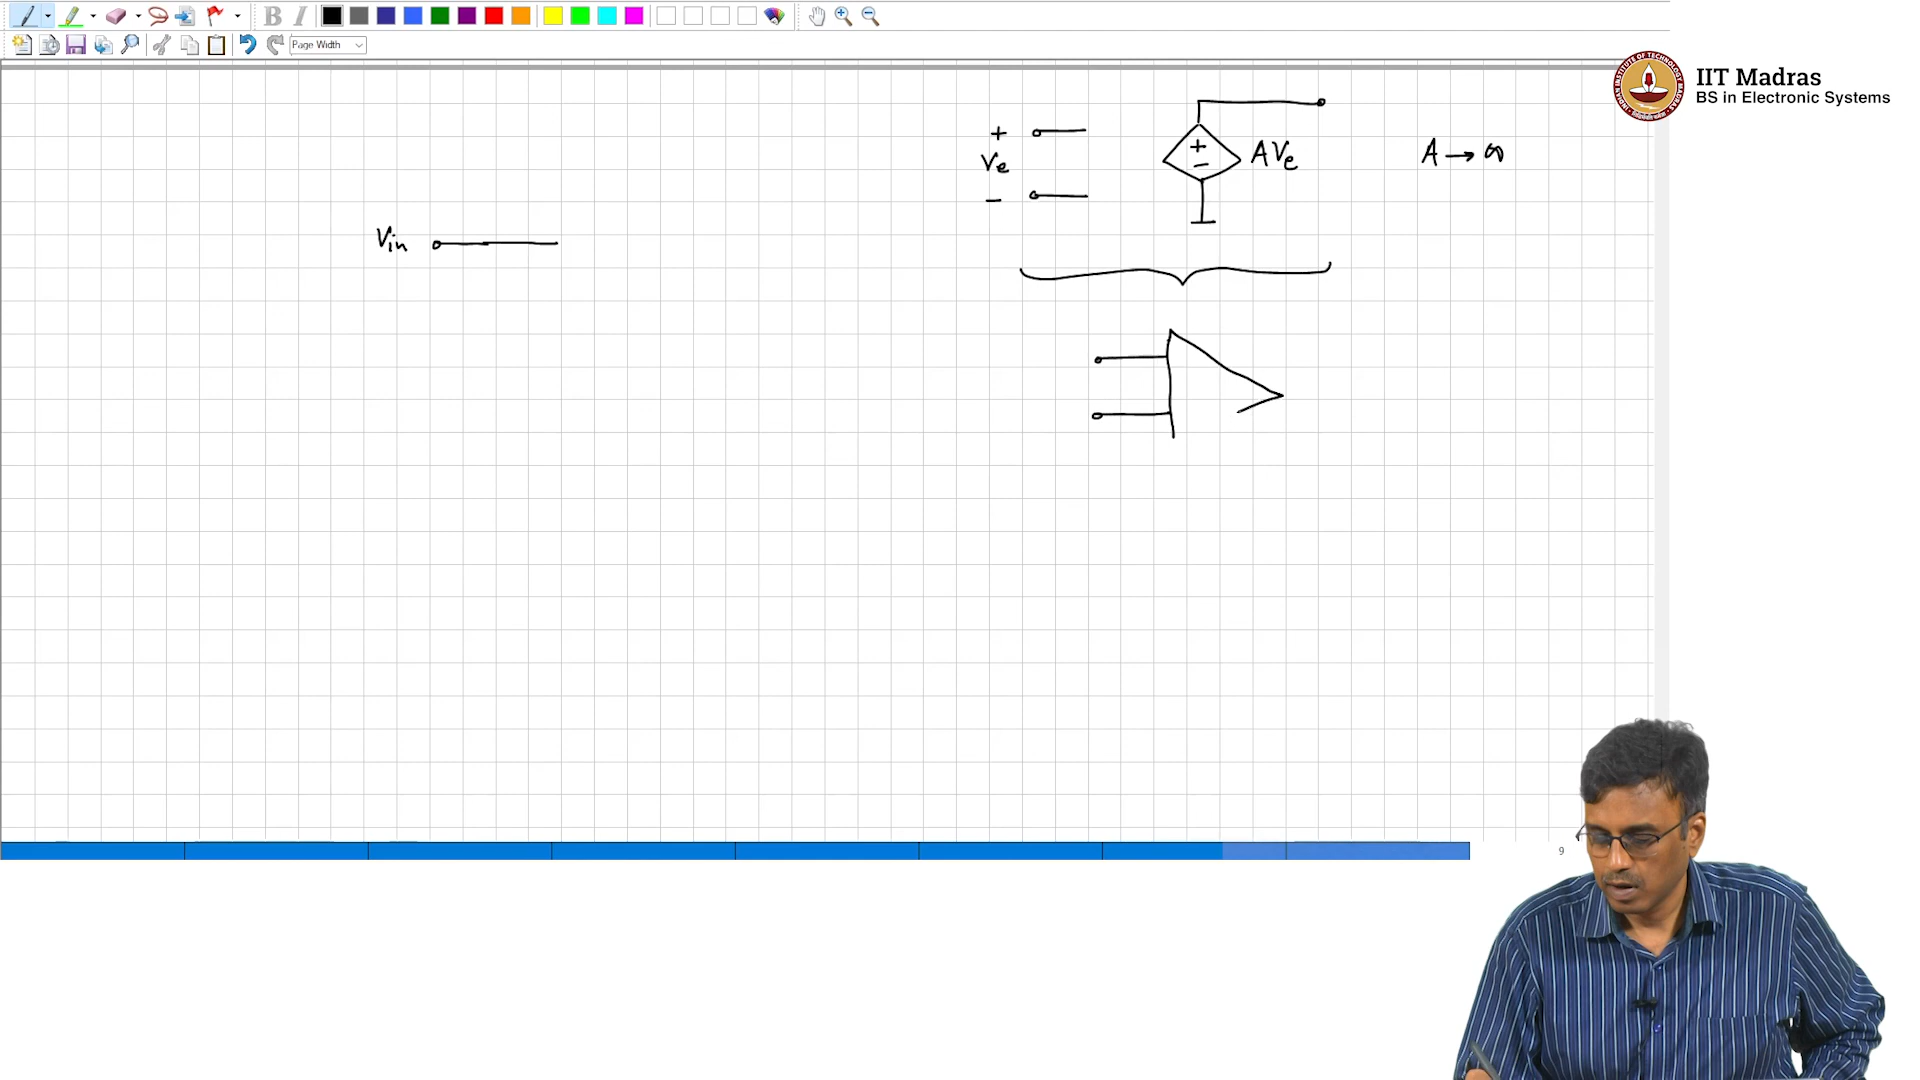 B I
Page Width
IIT Madras
BS in Electronic Systems
+
Ve
-
+
-
AVe
A → ∞
Vin
9